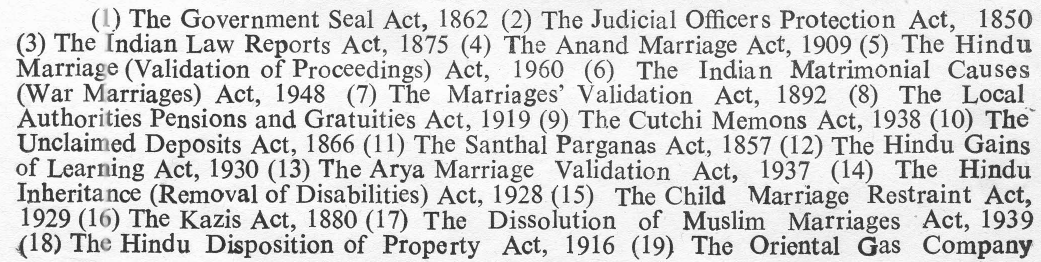 (1) The Government Seal Act, 1862 (2) The Judicial Officers Protection Act, 1850
(3) The Indian Law Reports Act, 1875 (4) The Anand Marriage Act, 1909 (5) The Hindu
Marriage (Validation of Proceedings) Act, 1960 (6) The Indian Matrimonial Causes
(War Marriages) Act, 1948 (7) The Marriages' Validation Act, 1892 (8) The Local
Authorities Pensions and Gratuities Act, 1919 (9) The Cutchi Memons Act, 1938 (10) The
Unclaimed Deposits Act, 1866 (11) The Santhal Parganas Act, 1857 (12) The Hindu Gains
of Learning Act, 1930 (13) The Arya Marriage Validation Act, 1937 (14) The Hindu
Inheritance (Removal of Disabilities) Act, 1928 (15) The Child Marriage Restraint Act,
1929 (16) The Kazis Act, 1880 (17) The Dissolution of Muslim Marriages Act, 1939
(18) The Hindu Disposition of Property Act, 1916 (19) The Oriental Gas Company